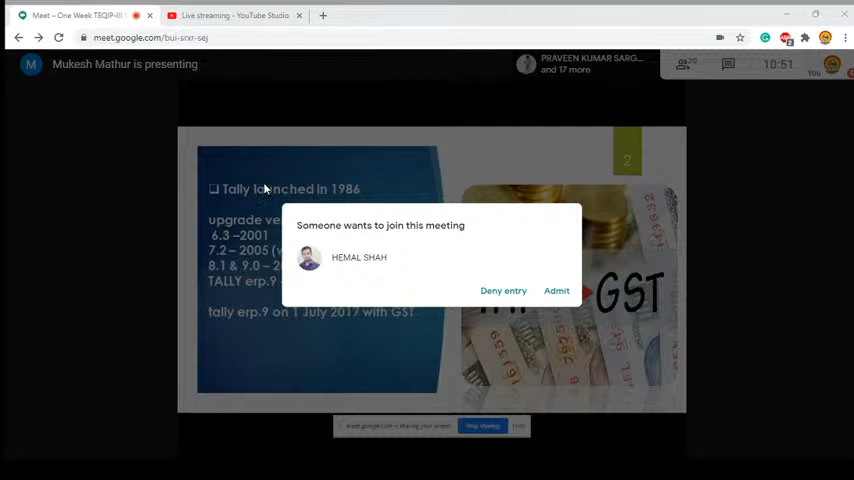 Meet – One Week TEQIP-III S
Live streaming - YouTube Studio
meet.google.com/bui-srxr-sej
M
Mukesh Mathur is presenting
PRAVEEN KUMAR SARG...
and 17 more
20
10:51
You
2
Tally launched in 1986
upgrade ve
6.3 –2001
7.2 – 2005 (v
8.1 & 9.0 – 2
TALLY erp.9
tally erp.9 on 1 July 2017 with GST
GST
Someone wants to join this meeting
HEMAL SHAH
Deny entry
Admit
meet.google.com is sharing your screen.
Stop sharing
Hide